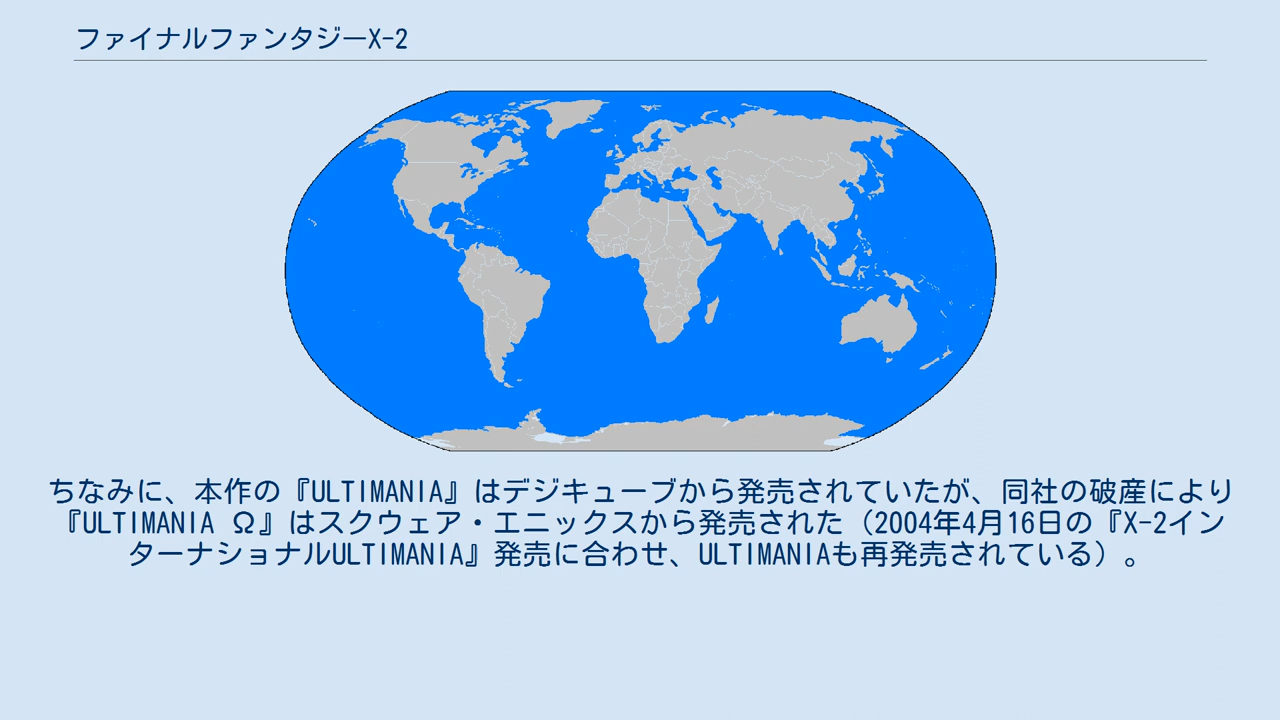 ファイナルファンタジーX-2
ちなみに、本作の『ULTIMANIA』はデジキューブから発売されていたが、同社の破産により
『ULTIMANIA Ω』はスクウェア・エニックスから発売された（2004年4月16日の『X-2イン
ターナショナルULTIMANIA』発売に合わせ、ULTIMANIAも再発売されている）。